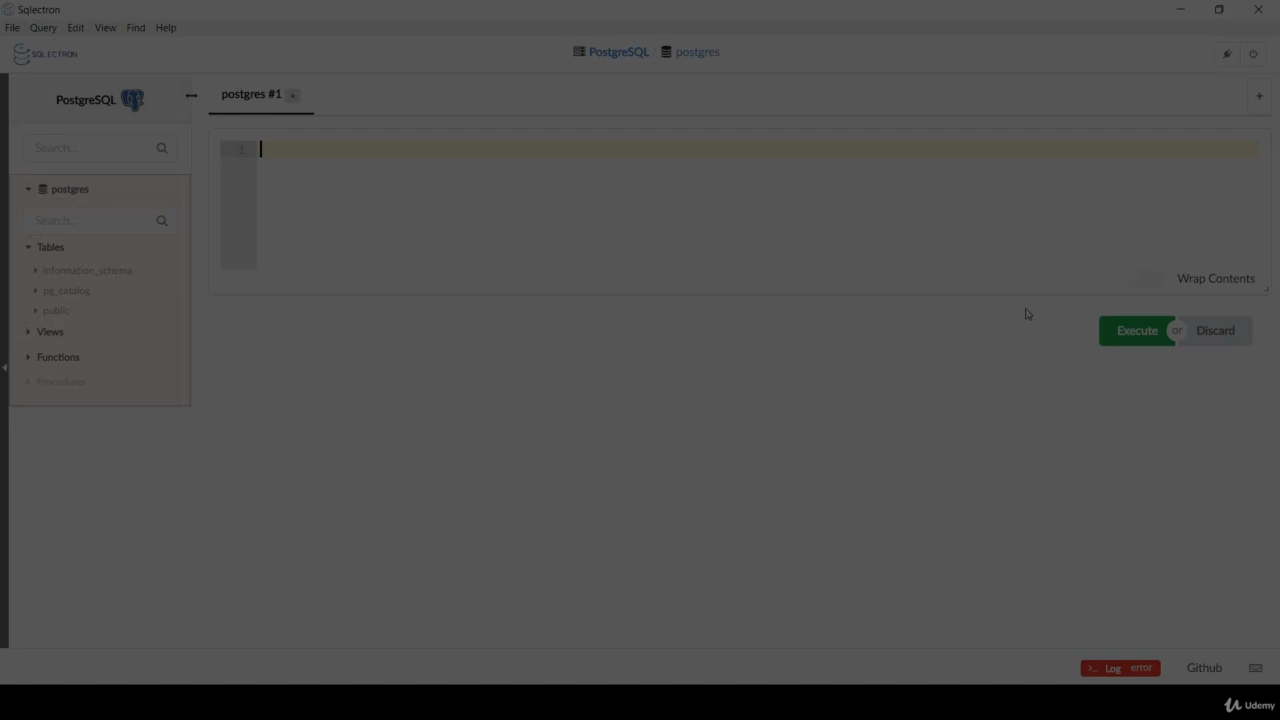 Sqlectron
File Query Edit View Find Help
SQLECTRON
PostgreSQL / postgres
PostgreSQL
postgres #1
Search...
1
postgres
Search...
Tables
information_schema
pg_catalog
public
Views
Functions
Procedures
Wrap Contents
Execute or Discard
>_ Log error
Github
Udemy